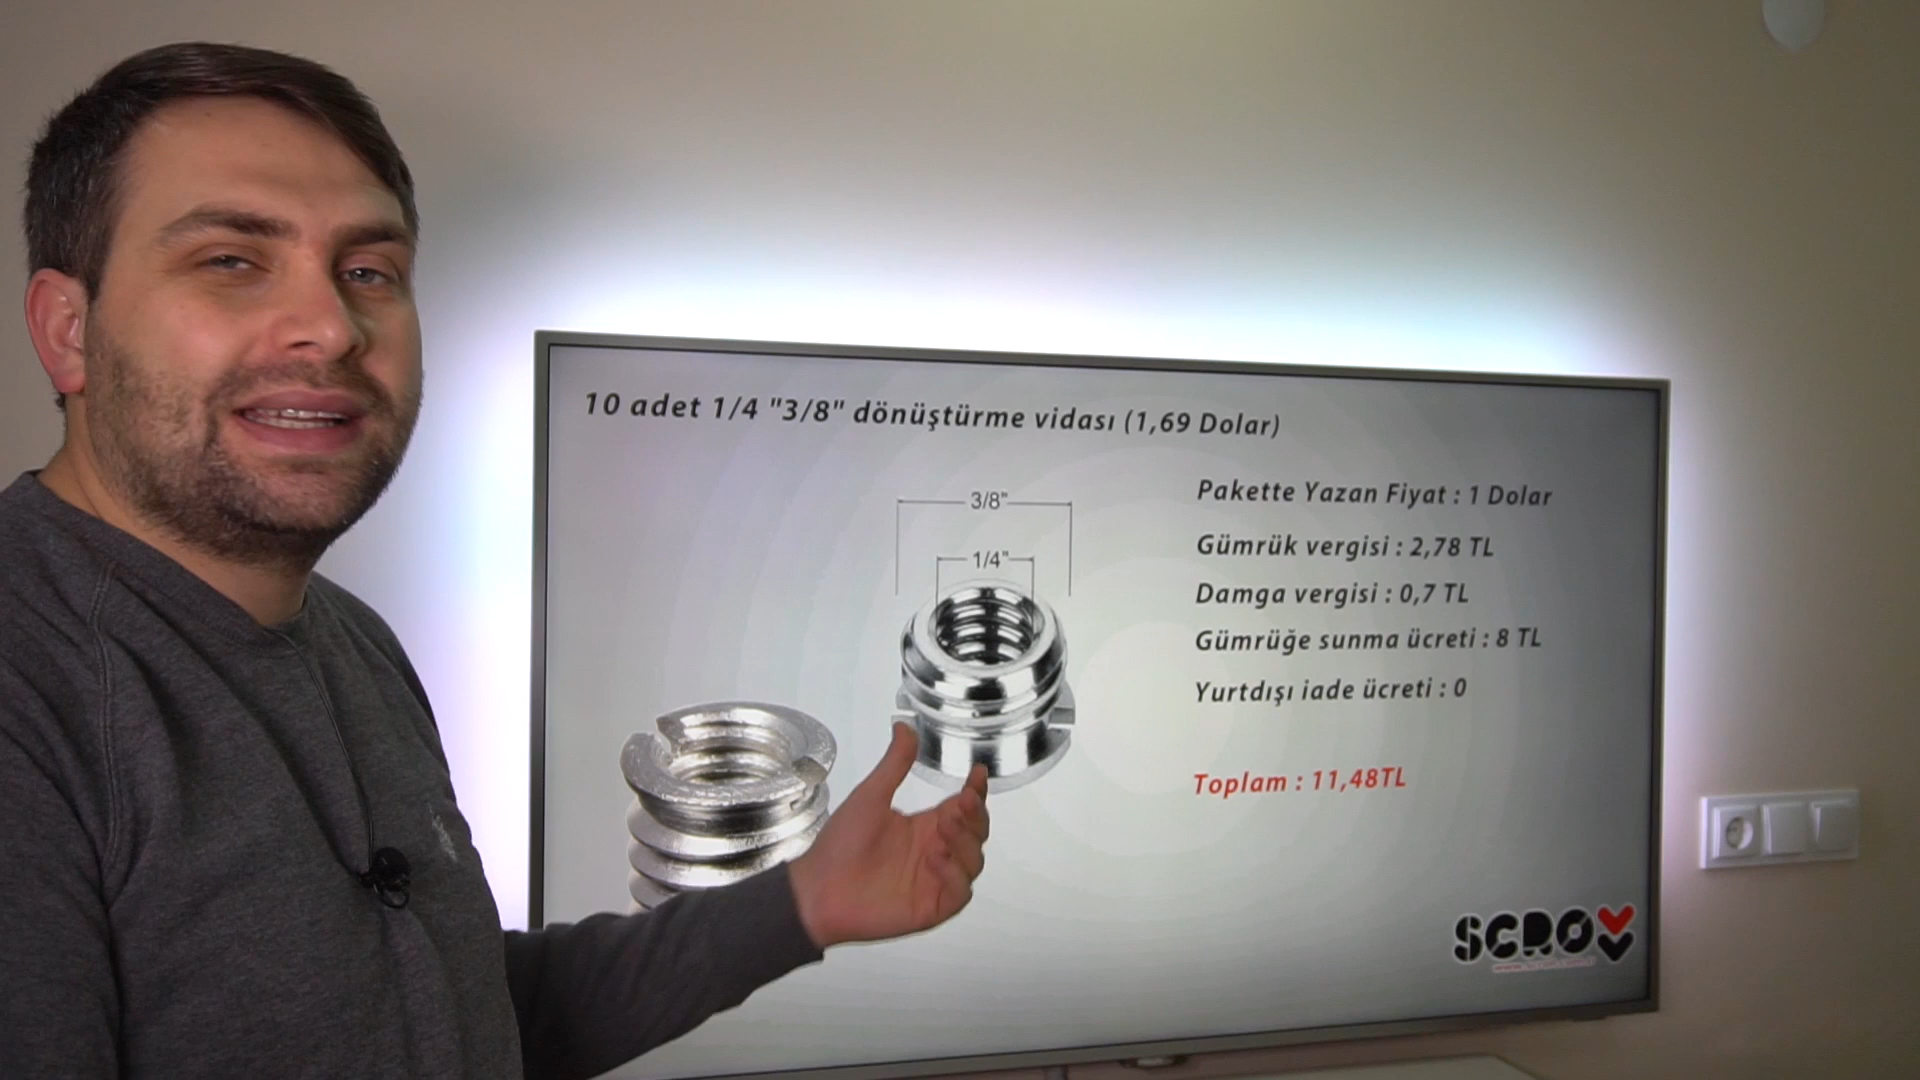 10 adet 1/4 "3/8" dönüştürme vidası (1,69 Dolar)
3/8"
1/4"
Pakette Yazan Fiyat : 1 Dolar
Gümrük vergisi : 2,78 TL
Damga vergisi : 0,7 TL
Gümrüğe sunma ücreti : 8 TL
Yurtdışı iade ücreti : 0
Toplam : 11,48TL
SCRO